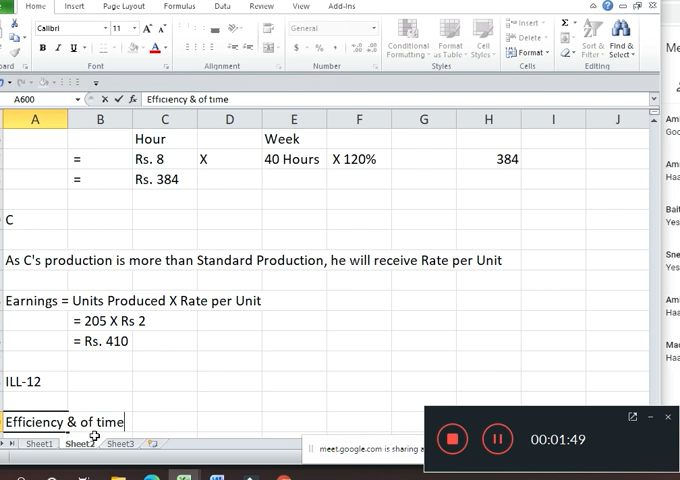 Home Insert Page Layout Formulas Data Review View Add-Ins
Calibri 11 General Insert
Delete
Format
Conditional Formatting
Format as Table
Cell Styles
Sort & Filter
Find & Select
Font Alignment Number Styles Cells Editing
A600 Efficiency & of time
A B C D E F G H I J
Hour Week
= Rs. 8 X 40 Hours X 120% 384
= Rs. 384
C
As C's production is more than Standard Production, he will receive Rate per Unit
Earnings = Units Produced X Rate per Unit
= 205 X Rs 2
= Rs. 410
ILL-12
Efficiency & of time
Sheet1 Sheet2 Sheet3
meet.google.com is sharing a
00:01:49